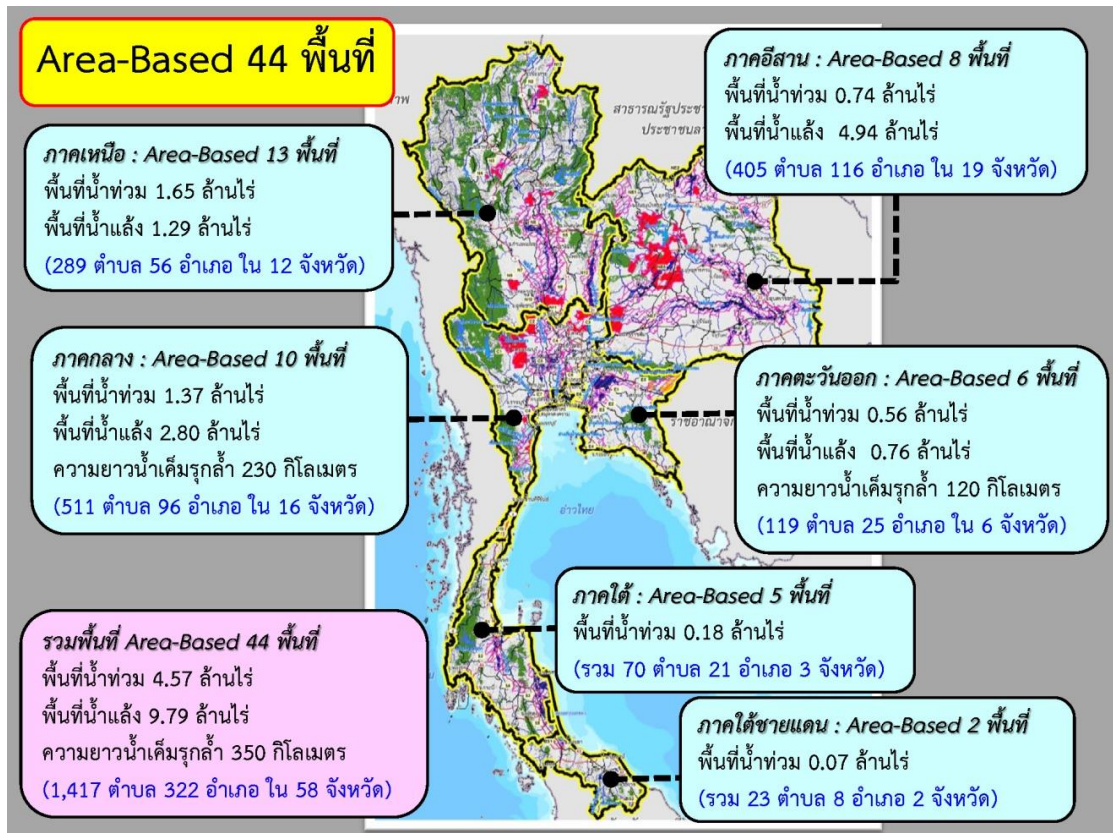 Area-Based 44 พื้นที่
ภาคเหนือ : Area-Based 13 พื้นที่
พื้นที่น้ำท่วม 1.65 ล้านไร่
พื้นที่น้ำแล้ง 1.29 ล้านไร่
(289 ตำบล 56 อำเภอ ใน 12 จังหวัด)
ภาคอีสาน : Area-Based 8 พื้นที่
พื้นที่น้ำท่วม 0.74 ล้านไร่
พื้นที่น้ำแล้ง 4.94 ล้านไร่
(405 ตำบล 116 อำเภอ ใน 19 จังหวัด)
ภาคกลาง : Area-Based 10 พื้นที่
พื้นที่น้ำท่วม 1.37 ล้านไร่
พื้นที่น้ำแล้ง 2.80 ล้านไร่
ความยาวน้ำเค็มรุกล้ำ 230 กิโลเมตร
(511 ตำบล 96 อำเภอ ใน 16 จังหวัด)
ภาคตะวันออก : Area-Based 6 พื้นที่
พื้นที่น้ำท่วม 0.56 ล้านไร่
พื้นที่น้ำแล้ง 0.76 ล้านไร่
ความยาวน้ำเค็มรุกล้ำ 120 กิโลเมตร
(119 ตำบล 25 อำเภอ ใน 6 จังหวัด)
ภาคใต้ : Area-Based 5 พื้นที่
พื้นที่น้ำท่วม 0.18 ล้านไร่
(รวม 70 ตำบล 21 อำเภอ 3 จังหวัด)
รวมพื้นที่ Area-Based 44 พื้นที่
พื้นที่น้ำท่วม 4.57 ล้านไร่
พื้นที่น้ำแล้ง 9.79 ล้านไร่
ความยาวน้ำเค็มรุกล้ำ 350 กิโลเมตร
(1,417 ตำบล 322 อำเภอ ใน 58 จังหวัด)
ภาคใต้ชายแดน : Area-Based 2 พื้นที่
พื้นที่น้ำท่วม 0.07 ล้านไร่
(รวม 23 ตำบล 8 อำเภอ 2 จังหวัด)
อ่าวไทย